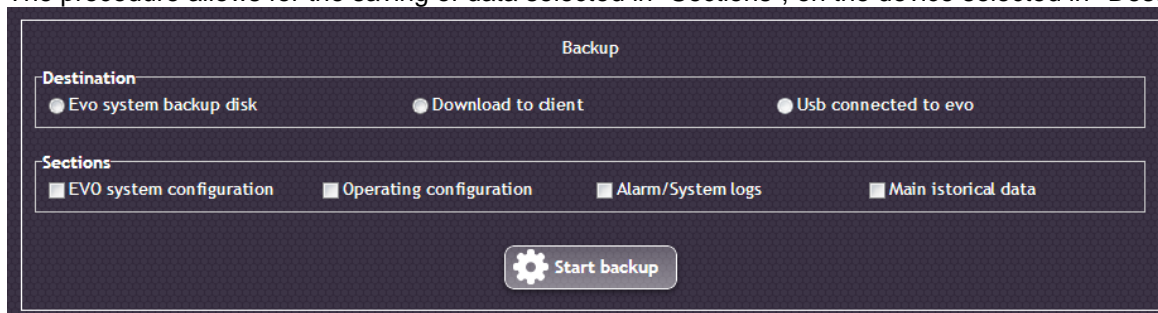 The procedure allows for the saving of data selected in "Sections", on the device selected in
Backup
Destination
Evo system backup disk Download to client Usb connected to evo
Sections
EVO system configuration Operating configuration Alarm/System logs Main istorical data
Start backup